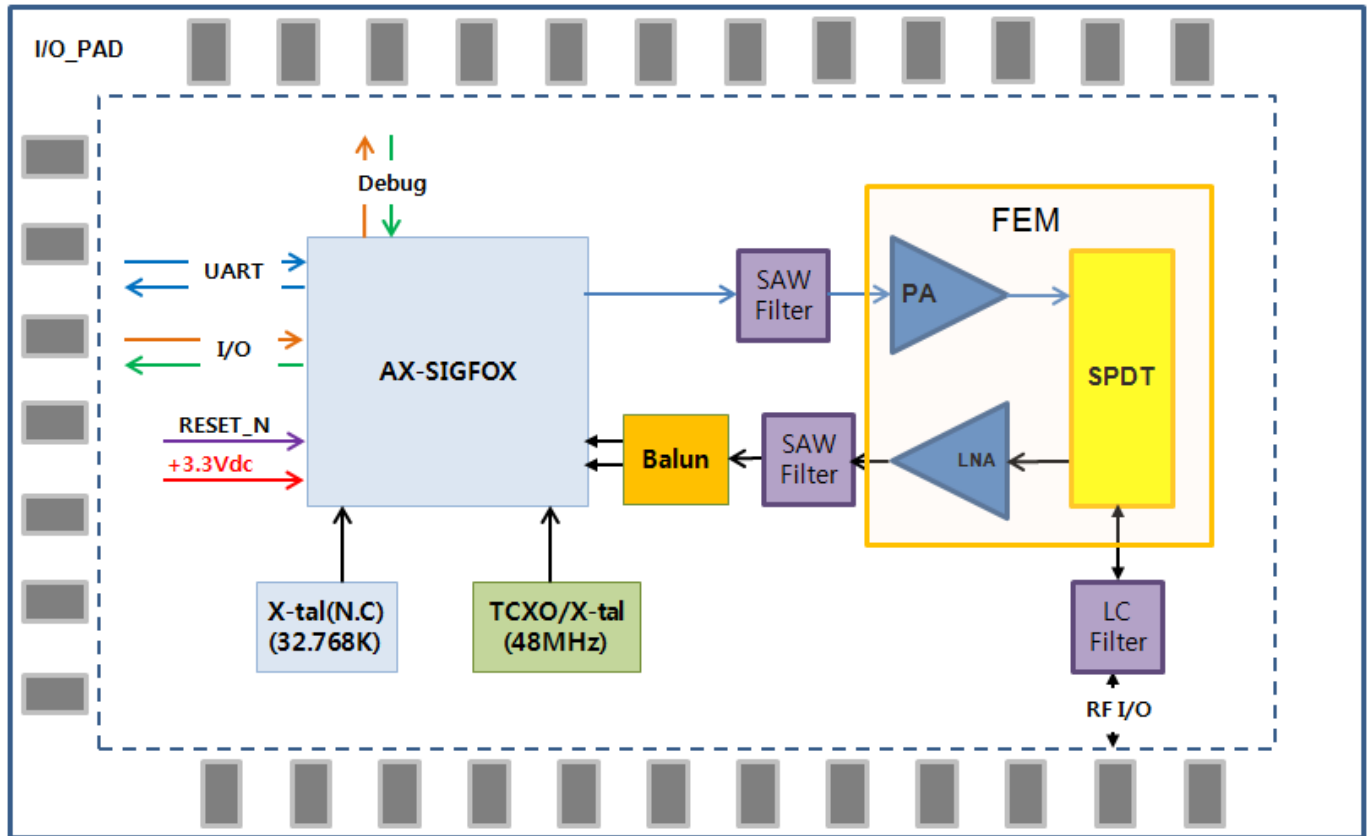 I/O_PAD
Debug
FEM
UART
SAW
Filter
PA
I/O
AX-SIGFOX
SPDT
RESET_N
+3.3Vdc
Balun
SAW
Filter
LNA
X-tal(N.C)
(32.768K)
TCXO/X-tal
(48MHz)
LC
Filter
RF I/O